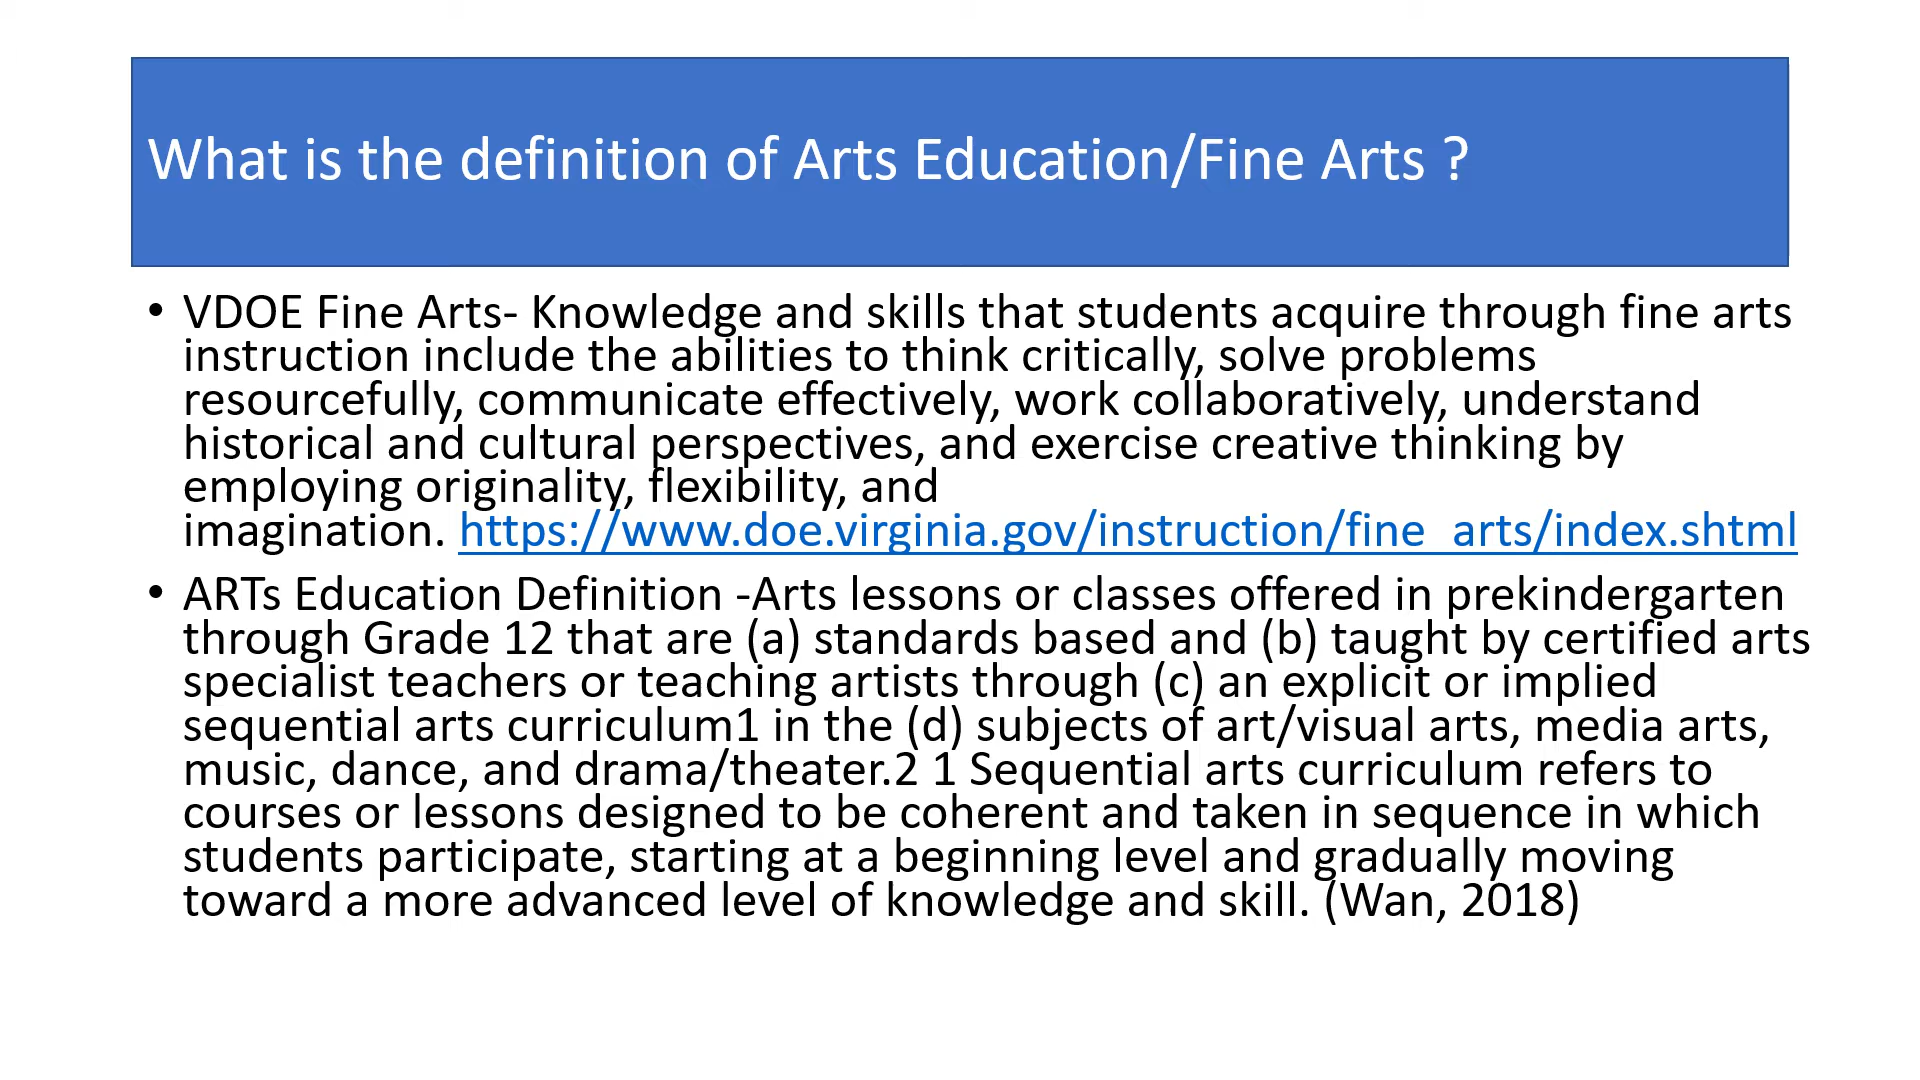 What is the definition of Arts Education/Fine Arts ?
• VDOE Fine Arts- Knowledge and skills that students acquire through fine arts
instruction include the abilities to think critically, solve problems
resourcefully, communicate effectively, work collaboratively, understand
historical and cultural perspectives, and exercise creative thinking by
employing originality, flexibility, and
imagination. https://www.doe.virginia.gov/instruction/fine_arts/index.shtml
• ARTs Education Definition -Arts lessons or classes offered in prekindergarten
through Grade 12 that are (a) standards based and (b) taught by certified arts
specialist teachers or teaching artists through (c) an explicit or implied
sequential arts curriculum1 in the (d) subjects of art/visual arts, media arts,
music, dance, and drama/theater.2 1 Sequential arts curriculum refers to
courses or lessons designed to be coherent and taken in sequence in which
students participate, starting at a beginning level and gradually moving
toward a more advanced level of knowledge and skill. (Wan, 2018)